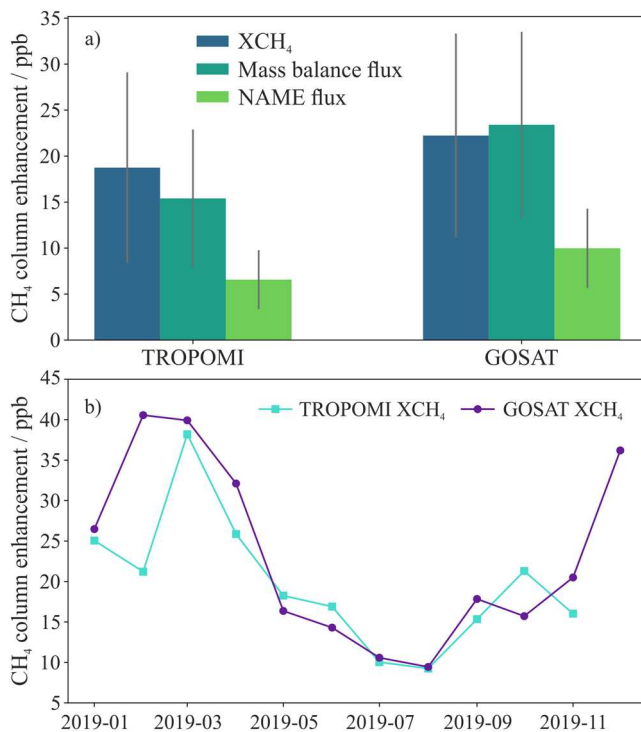 a)
XCH₄
Mass balance flux
NAME flux
CH₄ column enhancement / ppb
35
30
25
20
15
10
5
0
TROPOMI GOSAT
b)
TROPOMI XCH₄ GOSAT XCH₄
CH₄ column enhancement / ppb
45
40
35
30
25
20
15
10
5
2019-01 2019-03 2019-05 2019-07 2019-09 2019-11